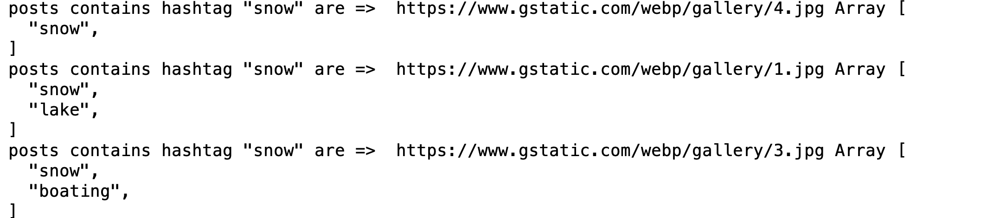 posts contains hashtag "snow" are =>  https://www.gstatic.com/webp/gallery/4.jpg Array [
  "snow",
]
posts contains hashtag "snow" are =>  https://www.gstatic.com/webp/gallery/1.jpg Array [
  "snow",
  "lake",
]
posts contains hashtag "snow" are =>  https://www.gstatic.com/webp/gallery/3.jpg Array [
  "snow",
  "boating",
]